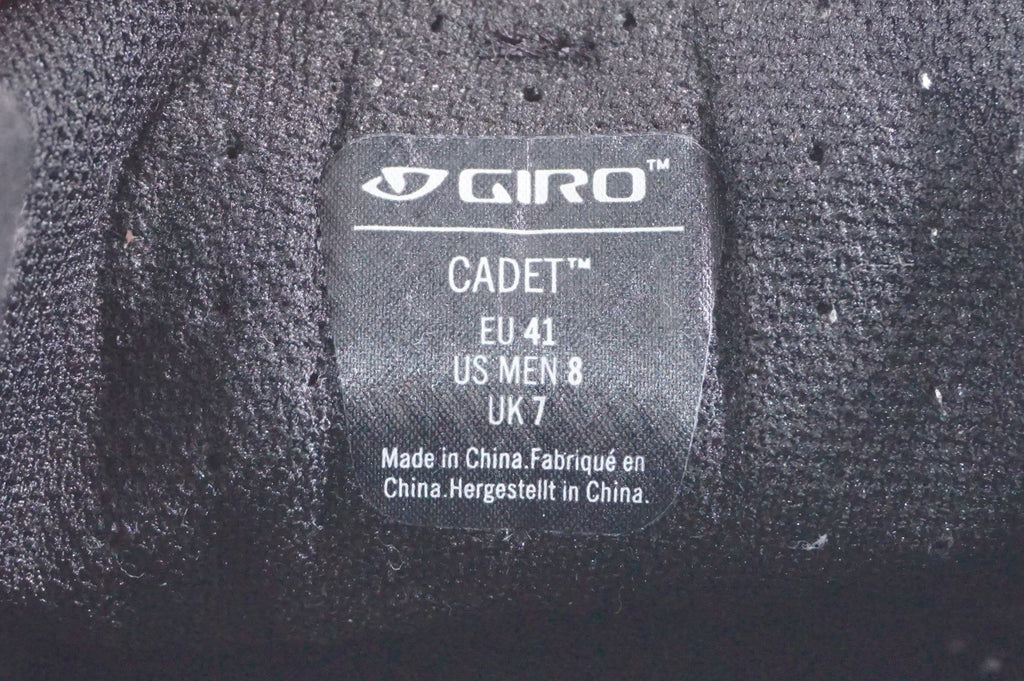 GIRO™
CADET™
EU 41
US MEN 8
UK 7
Made in China.Fabriqué en
China.Hergestellt in China.